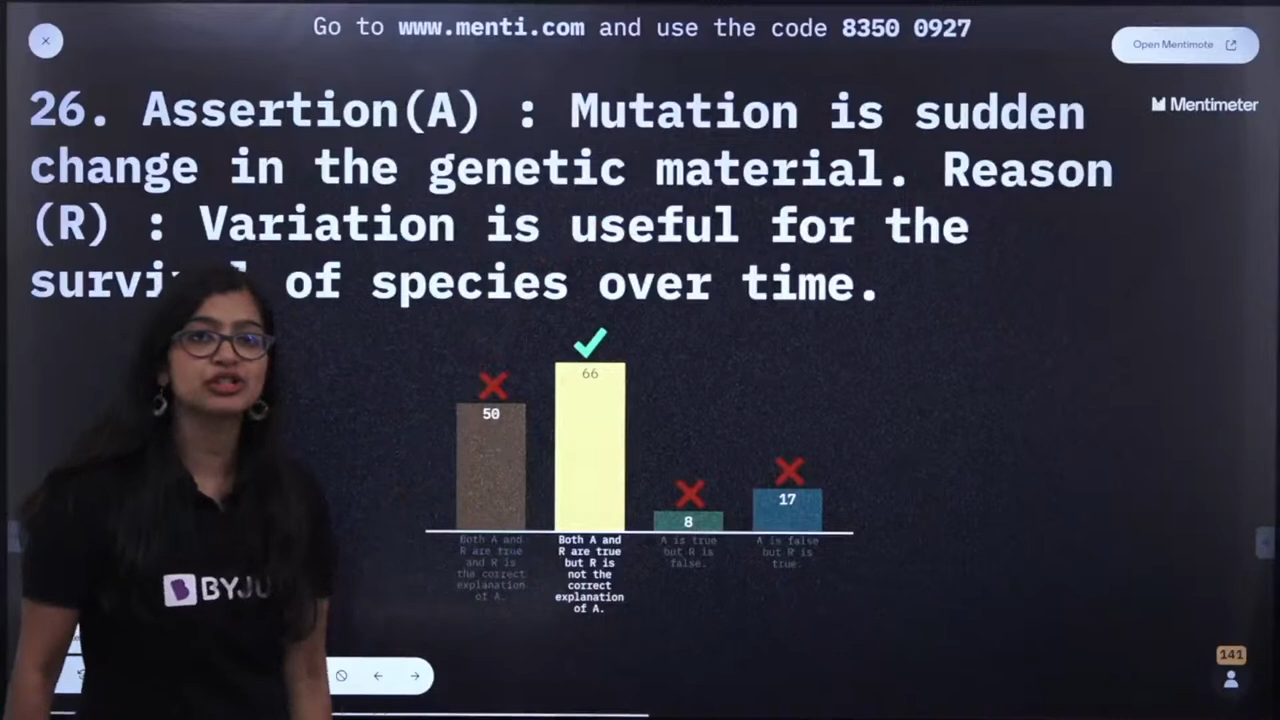 Go to www.menti.com and use the code 8350 0927
Open Mentimote
Mentimeter
26. Assertion(A) : Mutation is sudden
change in the genetic material. Reason
(R) : Variation is useful for the
of species over time.
50
66
8
17
Both A and
R are true
and R is
the correct
explanation
of A.
Both A and
R are true
but R is
not the
correct
explanation
of A.
A is true
but R is
false.
A is false
but R is
true.
BYJU
141